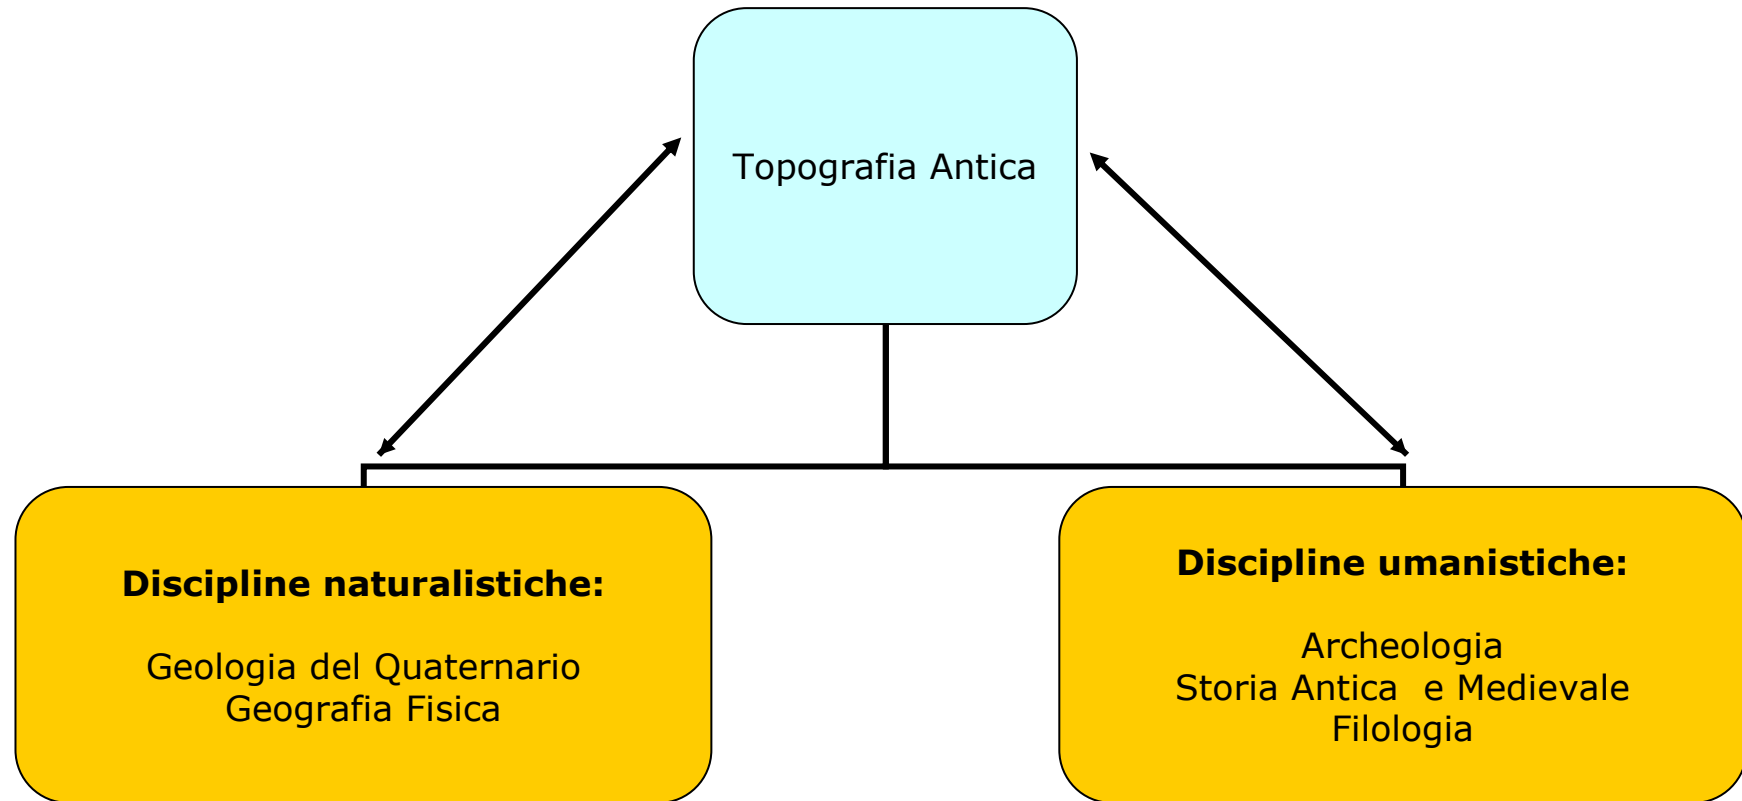 Topografia Antica
Discipline naturalistiche:
Geologia del Quaternario
Geografia Fisica
Discipline umanistiche:
Archeologia
Storia Antica  e Medievale
Filologia